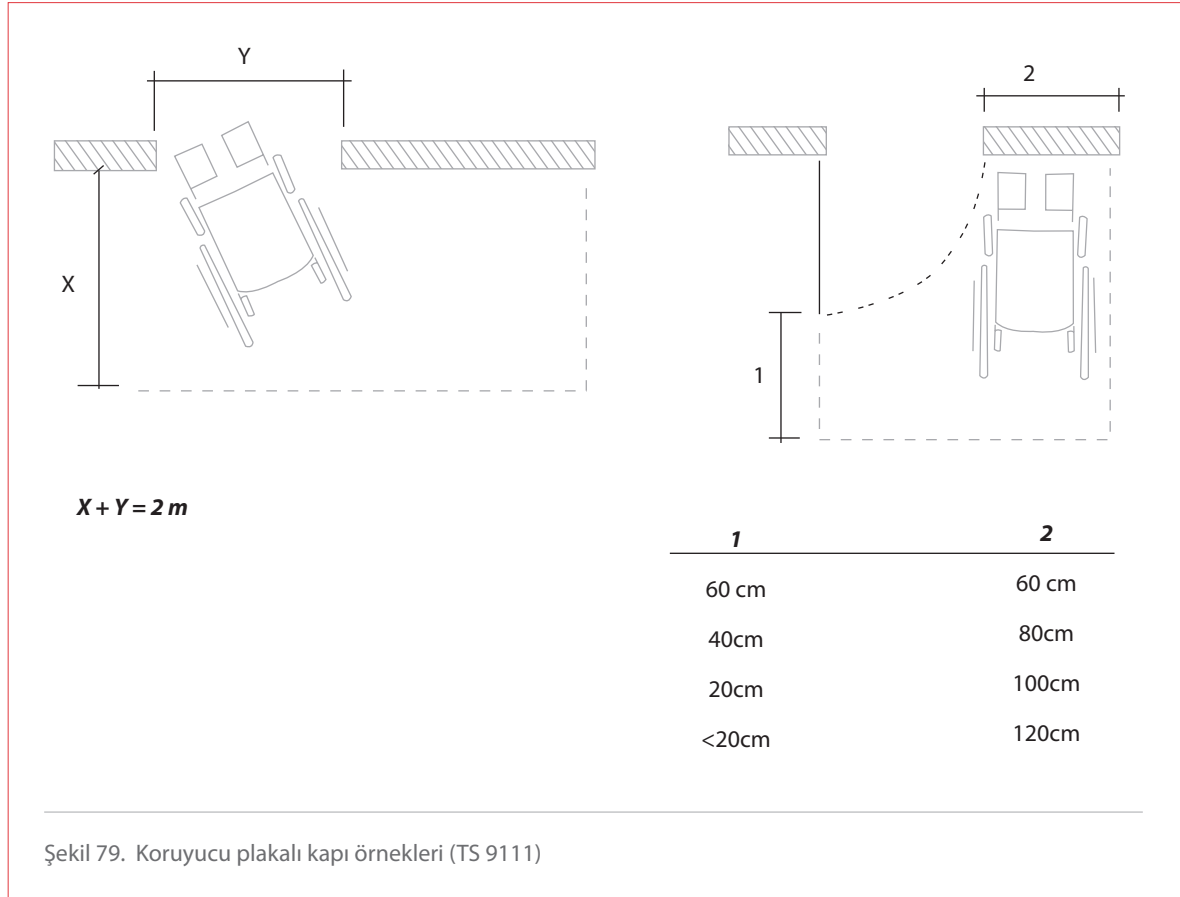 Y
X
X + Y = 2 m
2
1
1 2
60 cm 60 cm
40cm 80cm
20cm 100cm
<20cm 120cm
Şekil 79. Koruyucu plakalı kapı örnekleri (TS 9111)